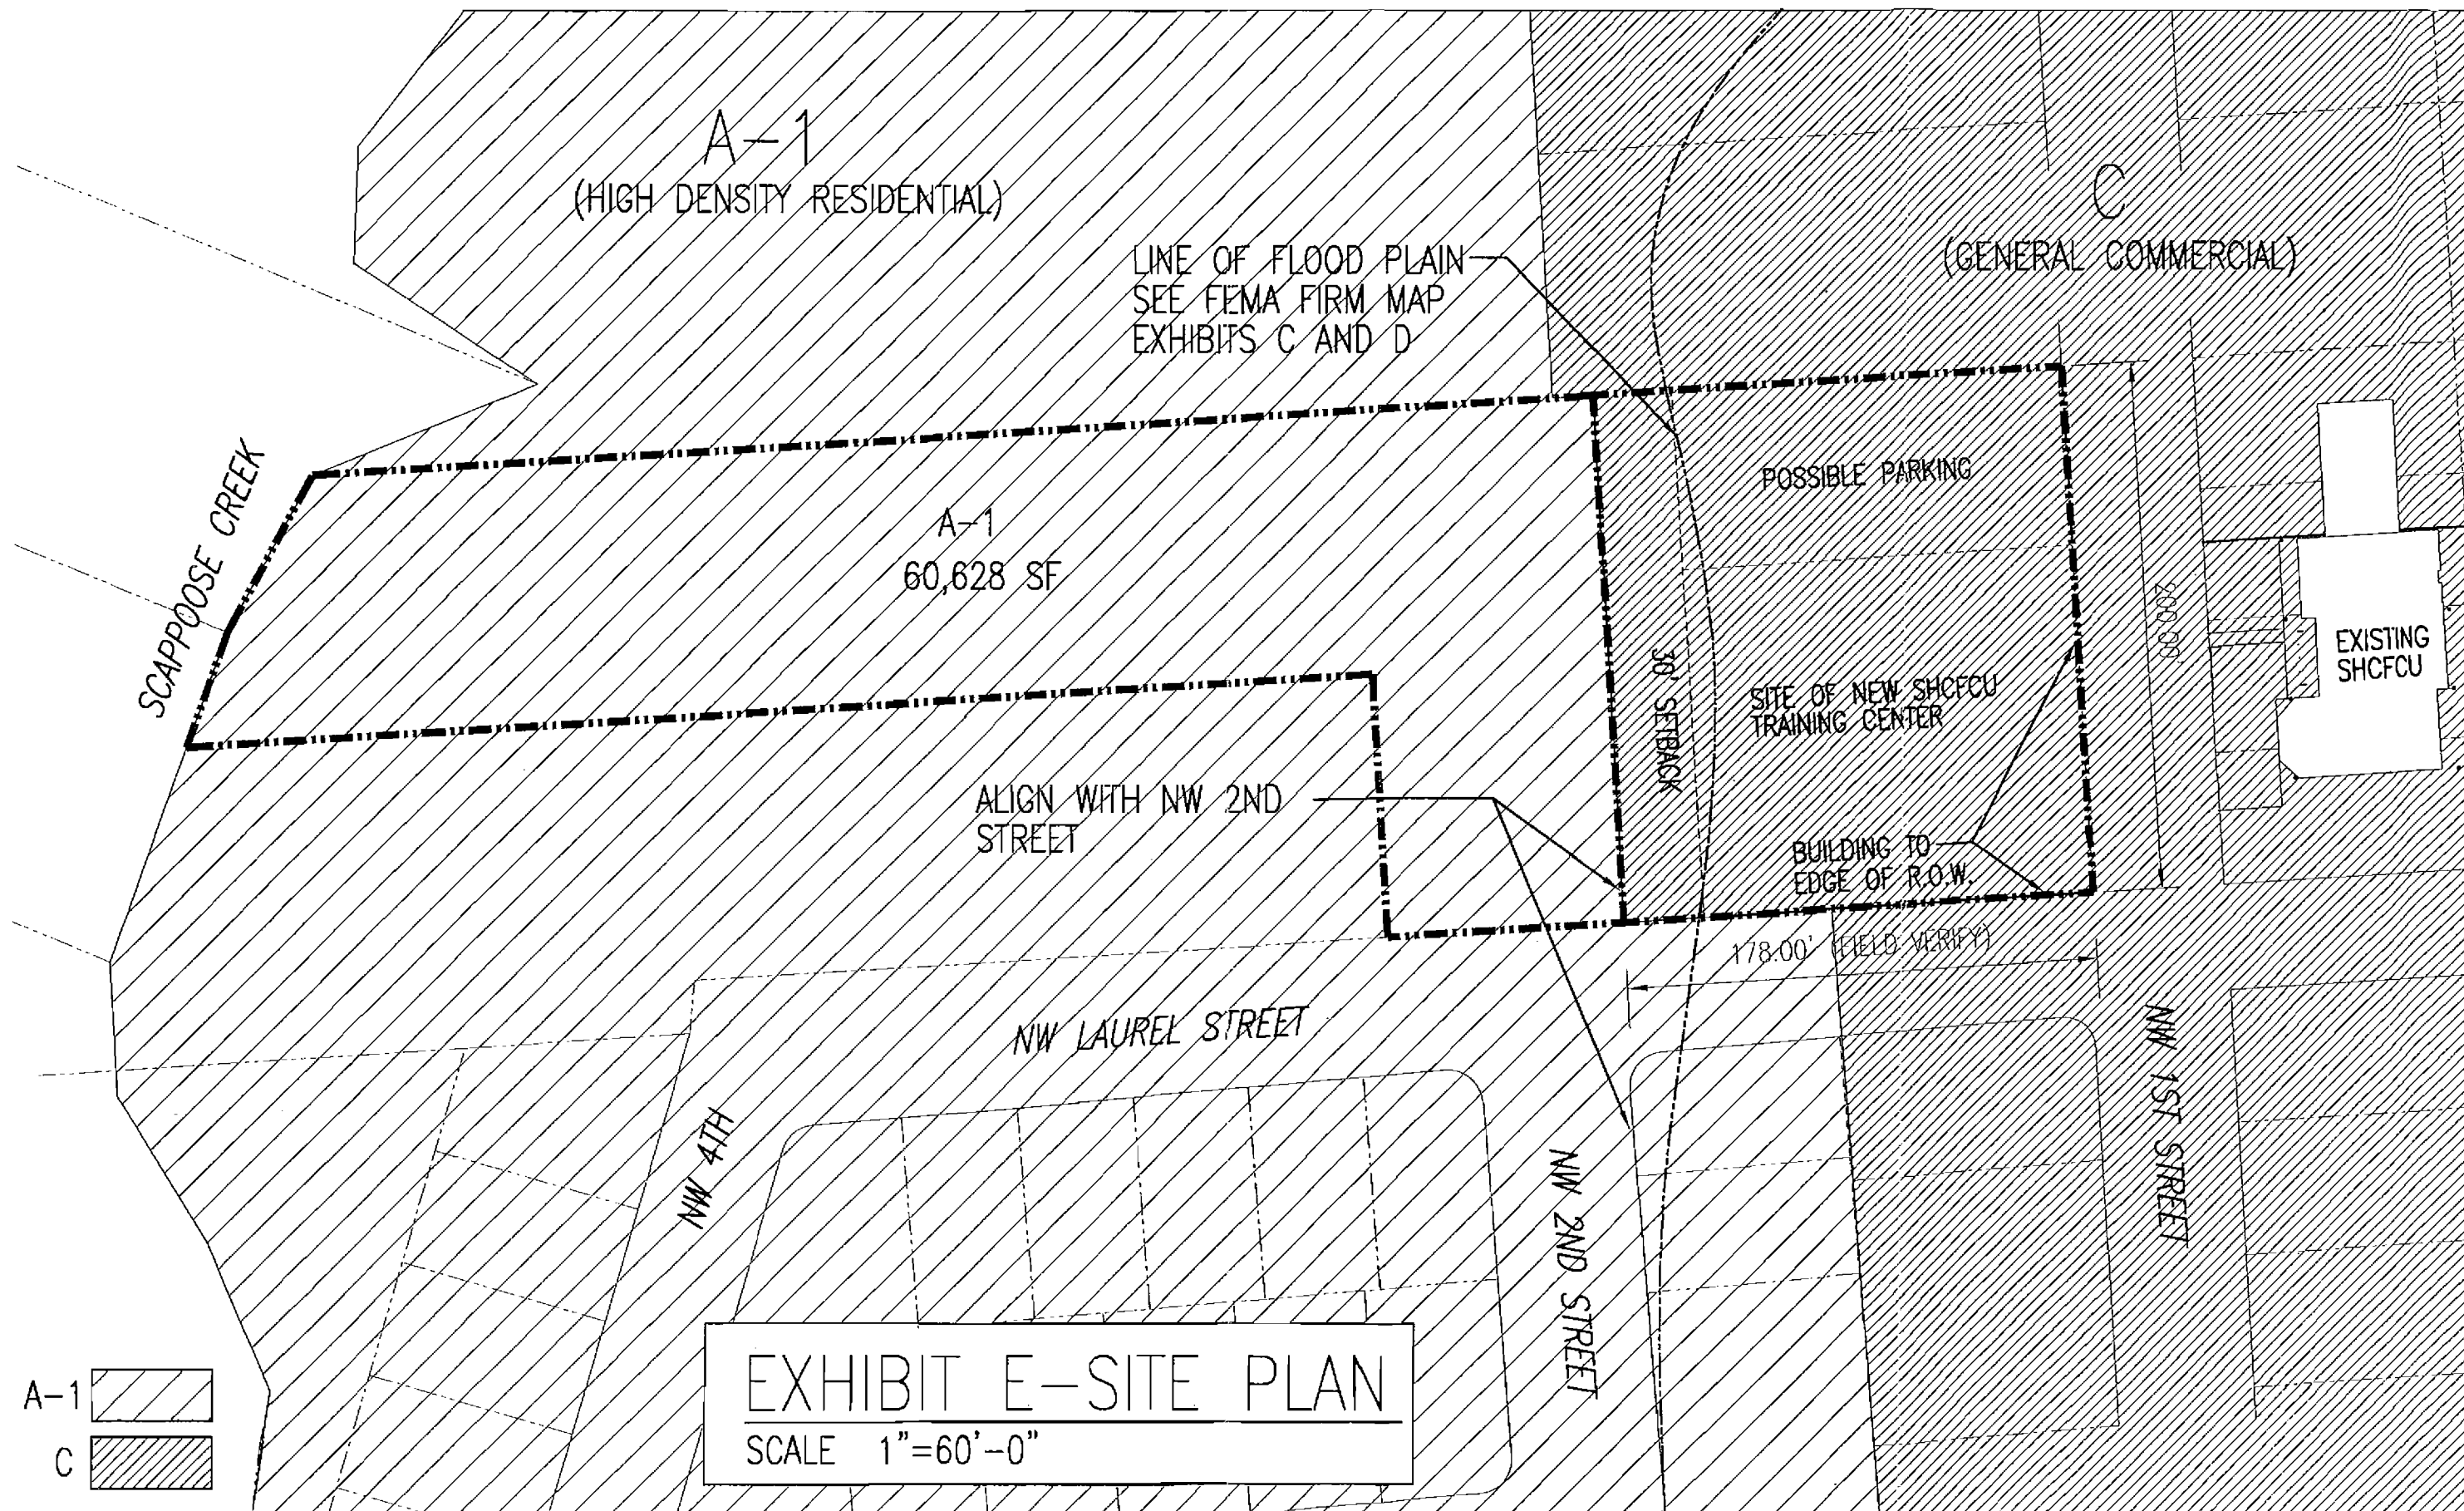 A-1
(HIGH DENSITY RESIDENTIAL)
C
(GENERAL COMMERCIAL)
LINE OF FLOOD PLAIN
SEE FEMA FIRM MAP
EXHIBITS C AND D
SCAPPOOSE CREEK
A-1
60,628 SF
POSSIBLE PARKING
30' SETBACK
SITE OF NEW SHCFCU
TRAINING CENTER
200.00'
EXISTING
SHCFCU
ALIGN WITH NW 2ND
STREET
BUILDING TO
EDGE OF R.O.W.
178.00' (FIELD VERIFY)
NW LAUREL STREET
NW 4TH
NW 2ND STREET
NW 1ST STREET
EXHIBIT E-SITE PLAN
SCALE 1"=60'-0"
A-1
C